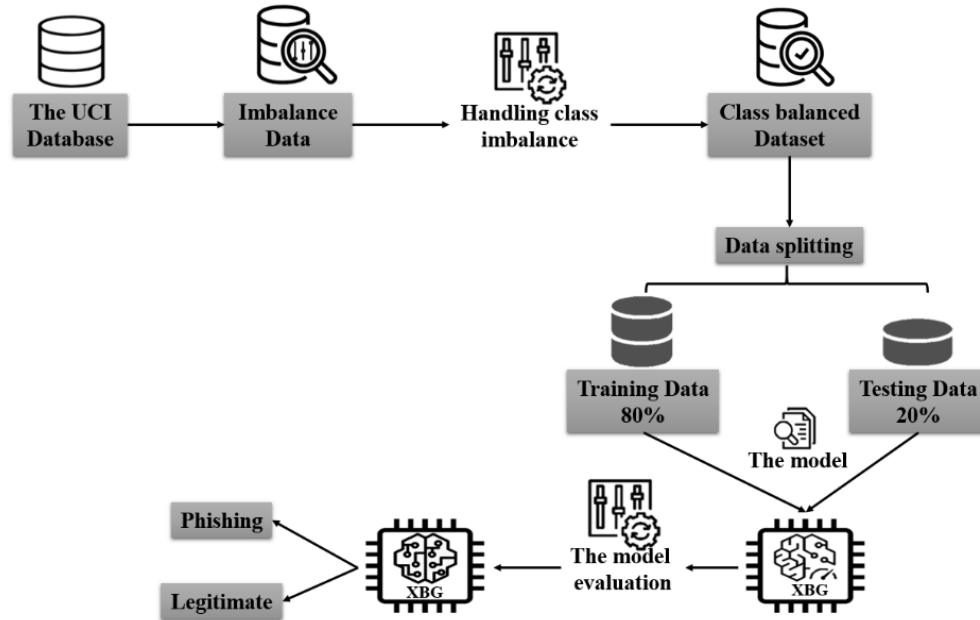 The UCI
Database
Imbalance
Data
Handling class
imbalance
Class balanced
Dataset
Data splitting
Training Data
80%
Testing Data
20%
The model
XBG
The model
evaluation
XBG
Phishing
Legitimate